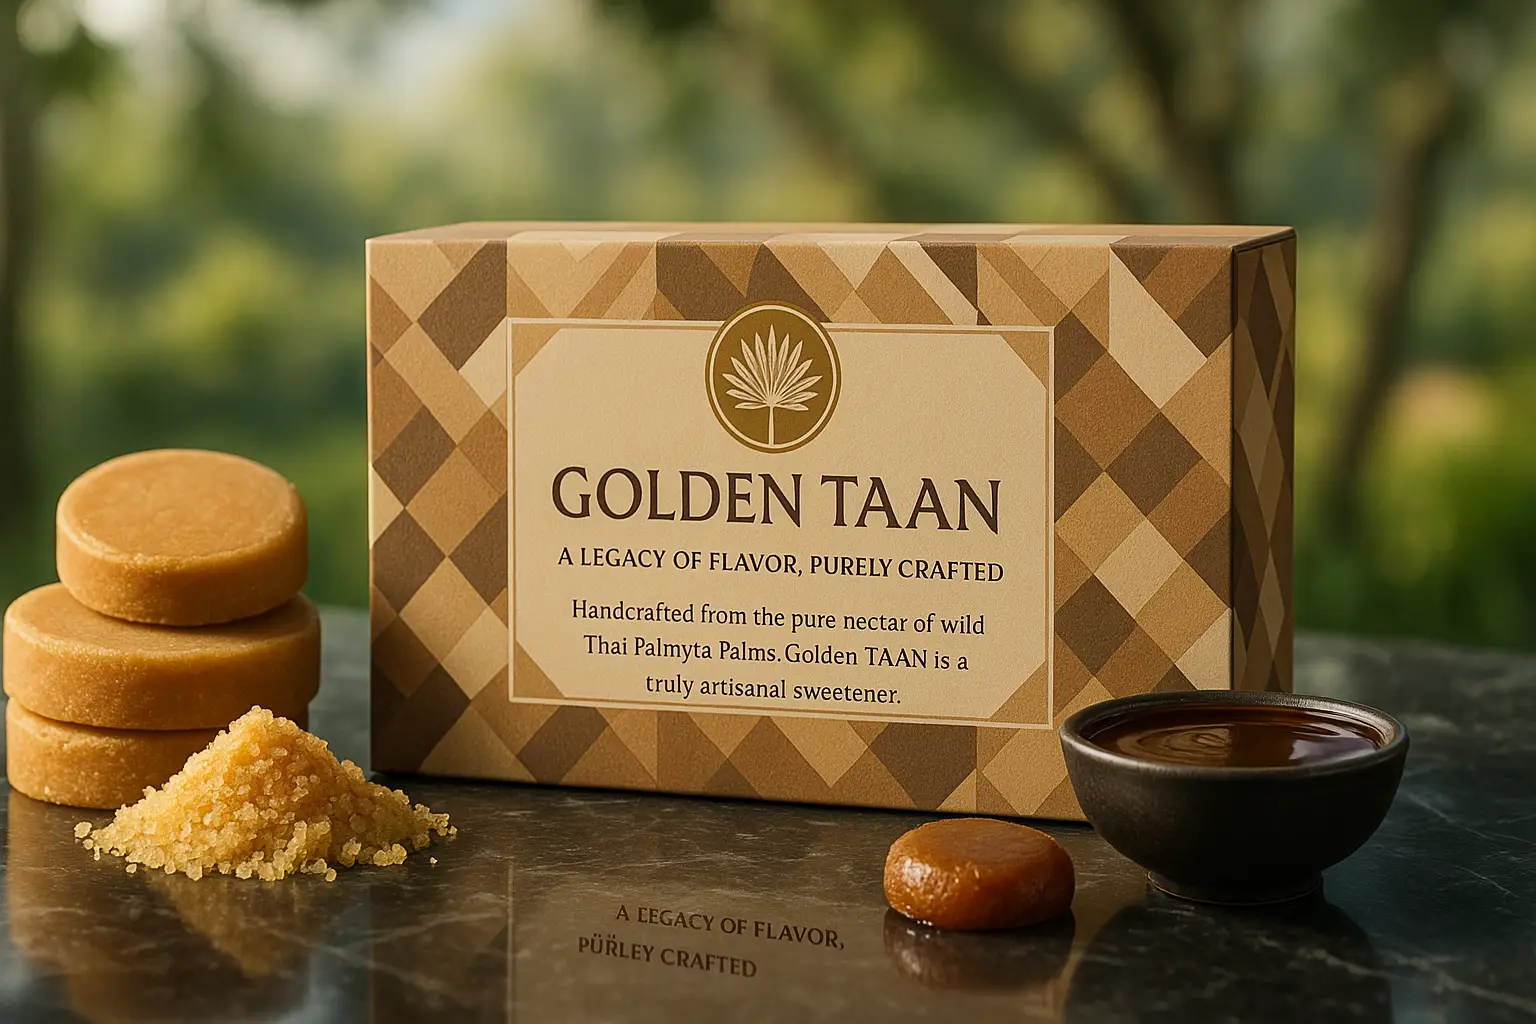 GOLDEN TAAN
A LEGACY OF FLAVOR, PURELY CRAFTED
Handcrafted from the pure nectar of wild
Thai Palmyta Palms. Golden TAAN is a
truly artisanal sweetener.
A LEGACY OF FLAVOR,
PÜRLEY CRAFTED